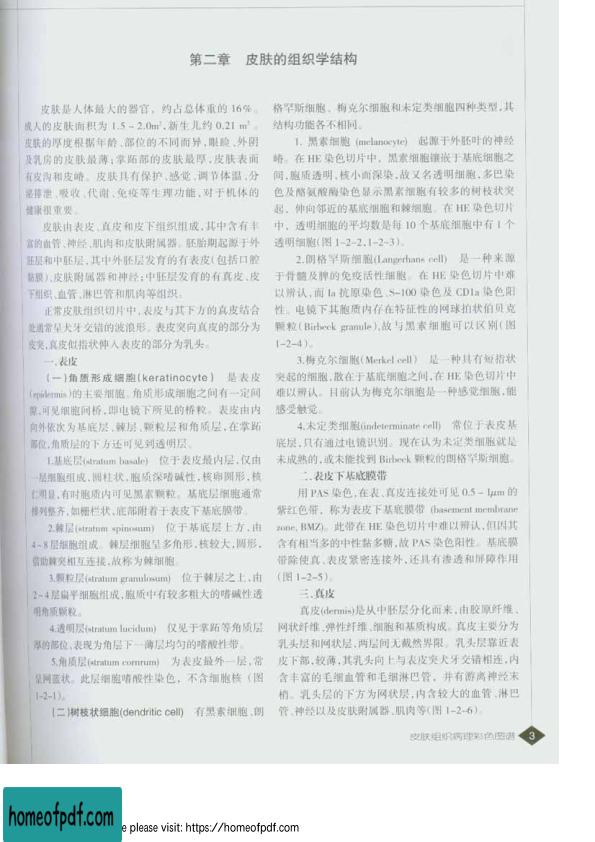 第二章 皮肤的组织学结构
皮肤是人体最大的器官，约占总体重的 16%。
成人的皮肤面积为 1.5 ~ 2.0m²,新生儿约 0.21 m² 。
皮肤的厚度根据年龄、部位的不同而异,眼睑、外阴
及乳房的皮肤最薄;掌跖部的皮肤最厚,皮肤表面
有皮沟和皮嵴。皮肤具有保护、感觉、调节体温、分
泌排泄、吸收、代谢、免疫等生理功能，对于机体的
健康很重要。
皮肤由表皮、真皮和皮下组织组成,其中含有丰
富的血管、神经、肌肉和皮肤附属器。胚胎期起源于外
胚层和中胚层,其中外胚层发育的有表皮(包括口腔
黏膜)、皮肤附属器和神经;中胚层发育的有真皮、皮
下组织、血管、淋巴管和肌肉等组织。
正常皮肤组织切片中,表皮与其下方的真皮结合
处通常呈犬牙交错的波浪形。表皮突向真皮的部分为
皮突,真皮似指状伸入表皮的部分为乳头。
一、表皮
(一)角质形成细胞(keratinocyte) 是表皮
(epidermis)的主要细胞。角质形成细胞之间有一定间
隙,可见细胞间桥,即电镜下所见的桥粒。表皮由内
向外依次为基底层、棘层、颗粒层和角质层,在掌跖
部位,角质层的下方还可见到透明层。
1.基底层(stratum basale) 位于表皮最内层,仅由
一层细胞组成,圆柱状,胞质深嗜碱性,核卵圆形,核
仁明显,有时胞质内可见黑素颗粒。基底层细胞通常
排列整齐,如栅栏状,底部附着于表皮下基底膜带。
2.棘层(stratum spinosum) 位于基底层上方,由
4~8层细胞组成。棘层细胞呈多角形,核较大,圆形,
借助棘突相互连接,故称为棘细胞。
3.颗粒层(stratum granulosum) 位于棘层之上,由
2~4层扁平细胞组成,胞质中有较多粗大的嗜碱性透
明角质颗粒。
4.透明层(stratum lucidum) 仅见于掌跖等角质层
厚的部位,表现为角层下一薄层均匀的嗜酸性带。
5.角质层(stratum cornrum) 为表皮最外一层,常
呈网蓝状。此层细胞嗜酸性染色，不含细胞核（图
1-2-1)。
(二)树枝状细胞(dendritic cell) 有黑素细胞、朗
格罕斯细胞、梅克尔细胞和未定类细胞四种类型,其
结构功能各不相同。
1. 黑素细胞 (melanocyte) 起源于外胚叶的神经
嵴。在 HE 染色切片中，黑素细胞镶嵌于基底细胞之
间,胞质透明,核小而深染,故又名透明细胞,多巴染
色及酪氨酸酶染色显示黑素细胞有较多的树枝状突
起，伸向邻近的基底细胞和棘细胞。在 HE 染色切片
中，透明细胞的平均数是每 10 个基底细胞中有 1 个
透明细胞(图 1-2-2,1-2-3)。
2.朗格罕斯细胞(Langerhans cell) 是一种来源
于骨髓及脾的免疫活性细胞。在 HE 染色切片中难
以辨认,而 Ia 抗原染色、S-100 染色及 CD1a 染色阳
性。电镜下其胞质内存在特征性的网球拍状伯贝克
颗粒(Birbeck granule),故与黑素细胞可以区别(图
1-2-4)。
3.梅克尔细胞(Merkel cell) 是一种具有短指状
突起的细胞,散在于基底细胞之间,在 HE 染色切片中
难以辨认。目前认为梅克尔细胞是一种感觉细胞,能
感受触觉。
4.未定类细胞(indeterminate cell) 常位于表皮基
底层,只有通过电镜识别。现在认为未定类细胞就是
未成熟的,或未能找到 Birbeck 颗粒的朗格罕斯细胞。
二、表皮下基底膜带
用 PAS 染色,在表、真皮连接处可见 0.5 ~ 1μm 的
紫红色带，称为表皮下基底膜带 (basement membrane
zone, BMZ)。此带在 HE 染色切片中难以辨认,但因其
含有相当多的中性黏多糖,故 PAS 染色阳性。基底膜
带除使真、表皮紧密连接外,还具有渗透和屏障作用
(图 1-2-5)。
三、真皮
真皮(dermis)是从中胚层分化而来,由胶原纤维、
网状纤维、弹性纤维、细胞和基质构成。真皮主要分为
乳头层和网状层,两层间无截然界限。乳头层靠近表
皮下部,较薄,其乳头向上与表皮突犬牙交错相连,内
含丰富的毛细血管和毛细淋巴管，并有游离神经末
梢。乳头层的下方为网状层,内含较大的血管、淋巴
管、神经以及皮肤附属器、肌肉等(图 1-2-6)。
皮肤组织病理彩色图谱 3
homeofpdf.com
e please visit: https://homeofpdf.com